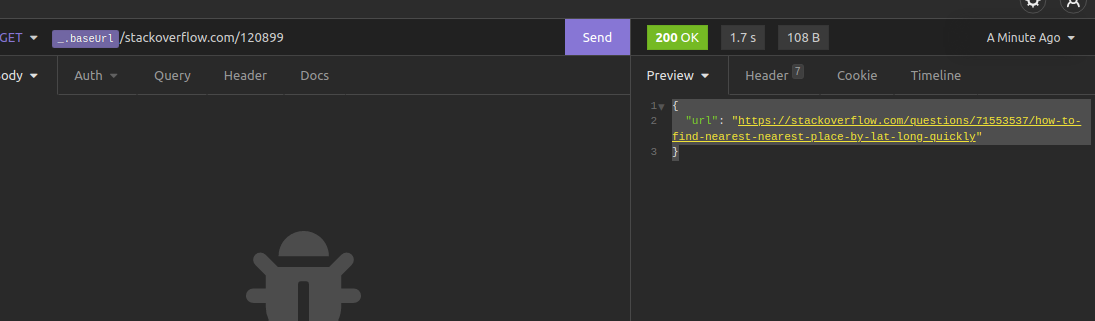 GET _.baseUrl/stackoverflow.com/120899 Send 200 OK 1.7 s 108 B A Minute Ago
ody Auth Query Header Docs Preview Header 7 Cookie Timeline
1 {
2 "url": "https://stackoverflow.com/questions/71553537/how-to-
find-nearest-nearest-place-by-lat-long-quickly"
3 }